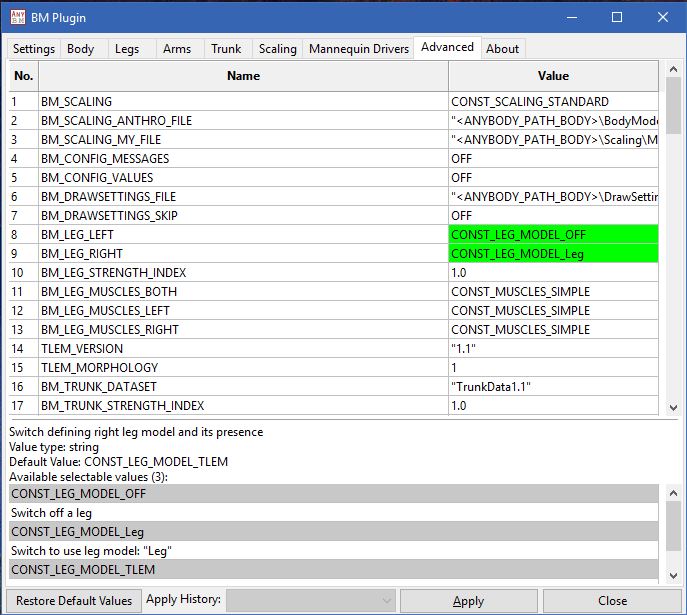 ANY
BM
BM Plugin
Settings Body Legs Arms Trunk Scaling Mannequin Drivers Advanced About
No. Name Value
1 BM_SCALING CONST_SCALING_STANDARD
2 BM_SCALING_ANTHRO_FILE "<ANYBODY_PATH_BODY>\BodyMode
3 BM_SCALING_MY_FILE "<ANYBODY_PATH_BODY>\Scaling\M
4 BM_CONFIG_MESSAGES OFF
5 BM_CONFIG_VALUES OFF
6 BM_DRAWSETTINGS_FILE "<ANYBODY_PATH_BODY>\DrawSettin
7 BM_DRAWSETTINGS_SKIP OFF
8 BM_LEG_LEFT CONST_LEG_MODEL_OFF
9 BM_LEG_RIGHT CONST_LEG_MODEL_Leg
10 BM_LEG_STRENGTH_INDEX 1.0
11 BM_LEG_MUSCLES_BOTH CONST_MUSCLES_SIMPLE
12 BM_LEG_MUSCLES_LEFT CONST_MUSCLES_SIMPLE
13 BM_LEG_MUSCLES_RIGHT CONST_MUSCLES_SIMPLE
14 TLEM_VERSION "1.1"
15 TLEM_MORPHOLOGY 1
16 BM_TRUNK_DATASET "TrunkData1.1"
17 BM_TRUNK_STRENGTH_INDEX 1.0
Switch defining right leg model and its presence
Value type: string
Default Value: CONST_LEG_MODEL_TLEM
Available selectable values (3):
CONST_LEG_MODEL_OFF
Switch off a leg
CONST_LEG_MODEL_Leg
Switch to use leg model: "Leg"
CONST_LEG_MODEL_TLEM
Restore Default Values Apply History: Apply Close